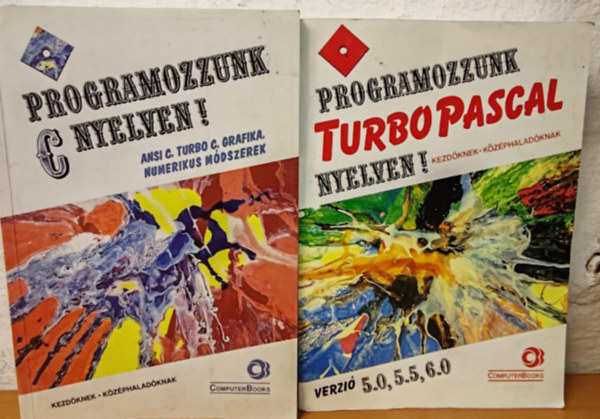 PROGRAMOZZUNK
C NYELVEN!
ANSI C, TURBO C, GRAFIKA,
NUMERIKUS MÓDSZEREK
KEZDŐKNEK • KÖZÉPHALADÓKNAK
COMPUTERBOOKS
PROGRAMOZZUNK
TURBO PASCAL
NYELVEN!
KEZDŐKNEK • KÖZÉPHALADÓKNAK
VERZIÓ 5.0, 5.5, 6.0
COMPUTERBOOKS